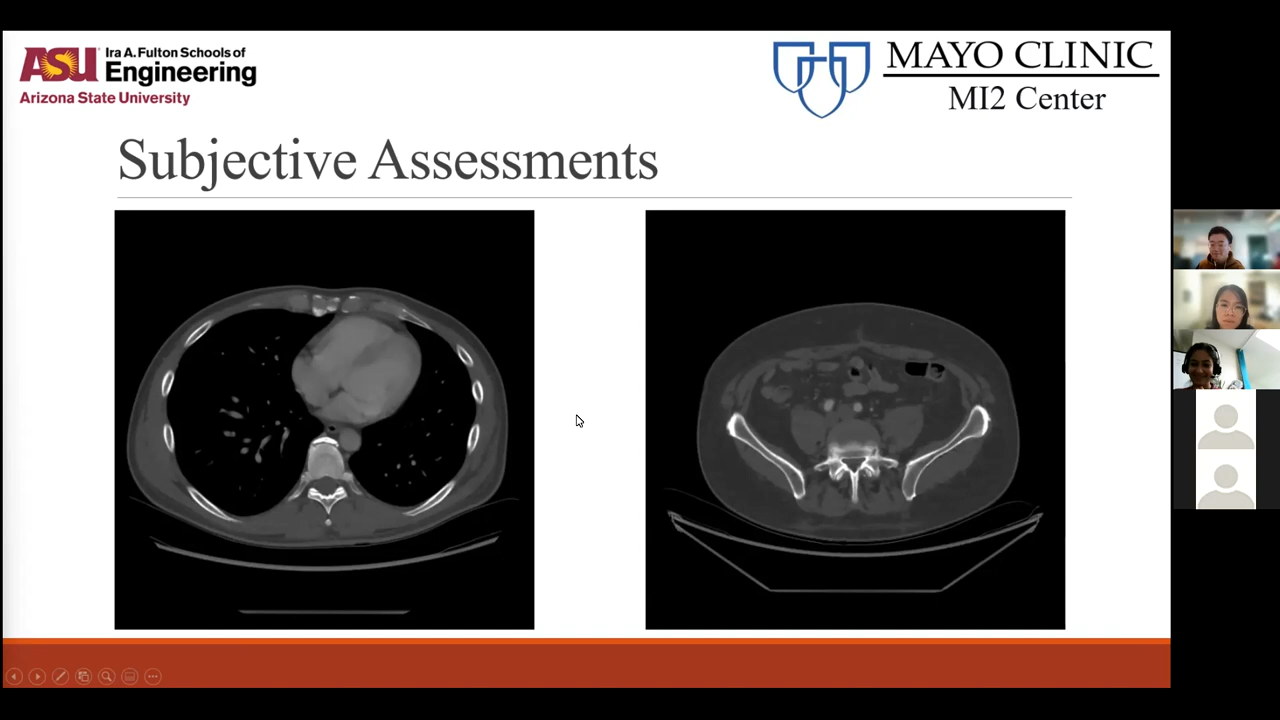 ASU Ira A. Fulton Schools of
Engineering
Arizona State University
MAYO CLINIC
MI2 Center
Subjective Assessments